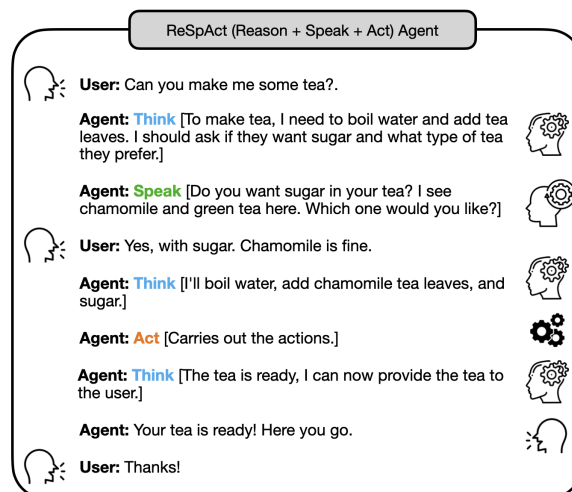 ReSpAct (Reason + Speak + Act) Agent
User: Can you make me some tea?.
Agent: Think [To make tea, I need to boil water and add tea
leaves. I should ask if they want sugar and what type of tea
they prefer.]
Agent: Speak [Do you want sugar in your tea? I see
chamomile and green tea here. Which one would you like?]
User: Yes, with sugar. Chamomile is fine.
Agent: Think [I'll boil water, add chamomile tea leaves, and
sugar.]
Agent: Act [Carries out the actions.]
Agent: Think [The tea is ready, I can now provide the tea to
the user.]
Agent: Your tea is ready! Here you go.
User: Thanks!